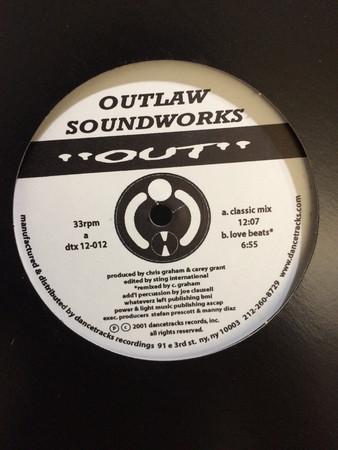 OUTLAW
SOUNDWORKS
"OUT"
33rpm
a
dtx 12-012
a. classic mix
12:07
b. love beats*
6:55
produced by chris graham & carey grant
edited by sting international
*remixed by c. graham
add'l percussion by joe claussell
whateverz left publishing bmi
power & light music publishing ascap
exec. producers stefan prescott & manny diaz
p c 2001 dancetracks records, inc.
all rights reserved.
manufactured & distributed by dancetracks recordings 91 e 3rd st. ny, ny 10003 212-260-8729 www.dancetracks.com